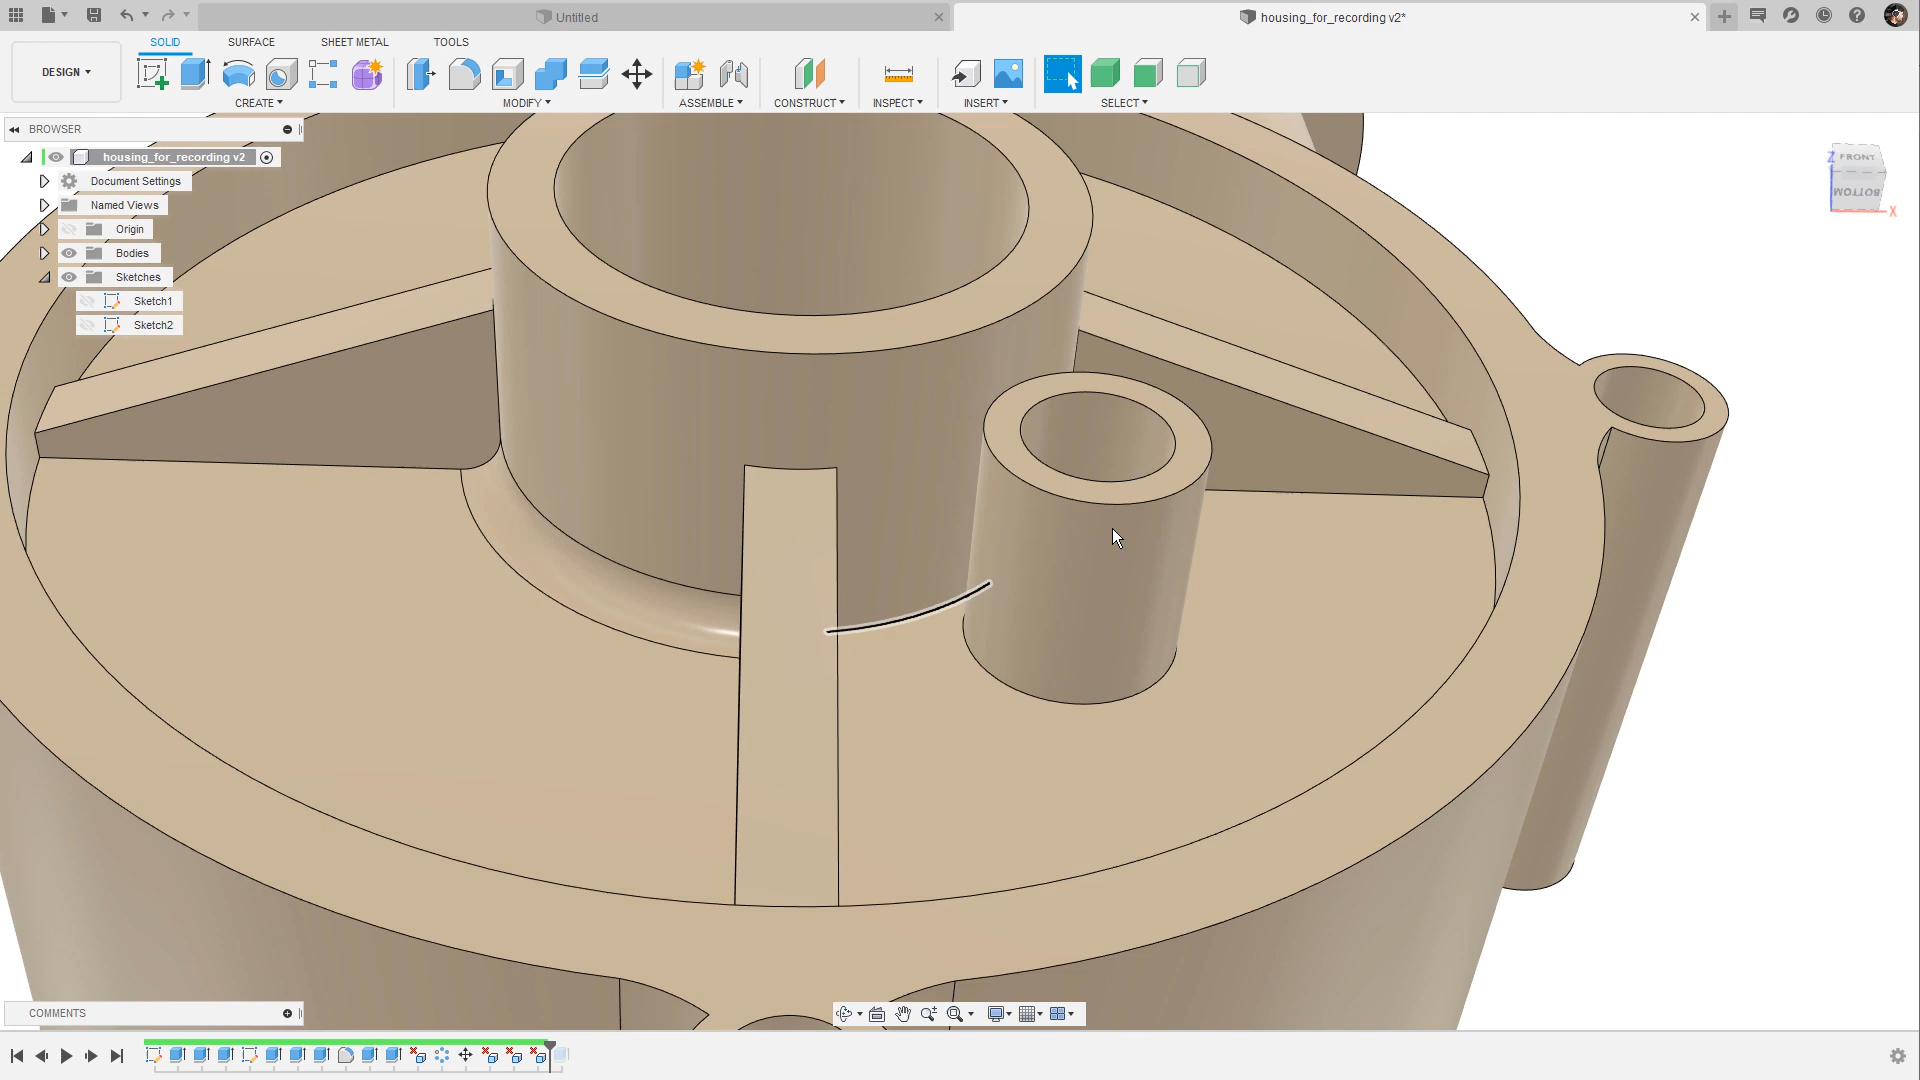 Untitled
housing_for_recording v2*
DESIGN
SOLID
SURFACE
SHEET METAL
TOOLS
CREATE
MODIFY
ASSEMBLE
CONSTRUCT
INSPECT
INSERT
SELECT
BROWSER
housing_for_recording v2
Document Settings
Named Views
Origin
Bodies
Sketches
Sketch1
Sketch2
Z
FRONT
BOTTOM
X
COMMENTS